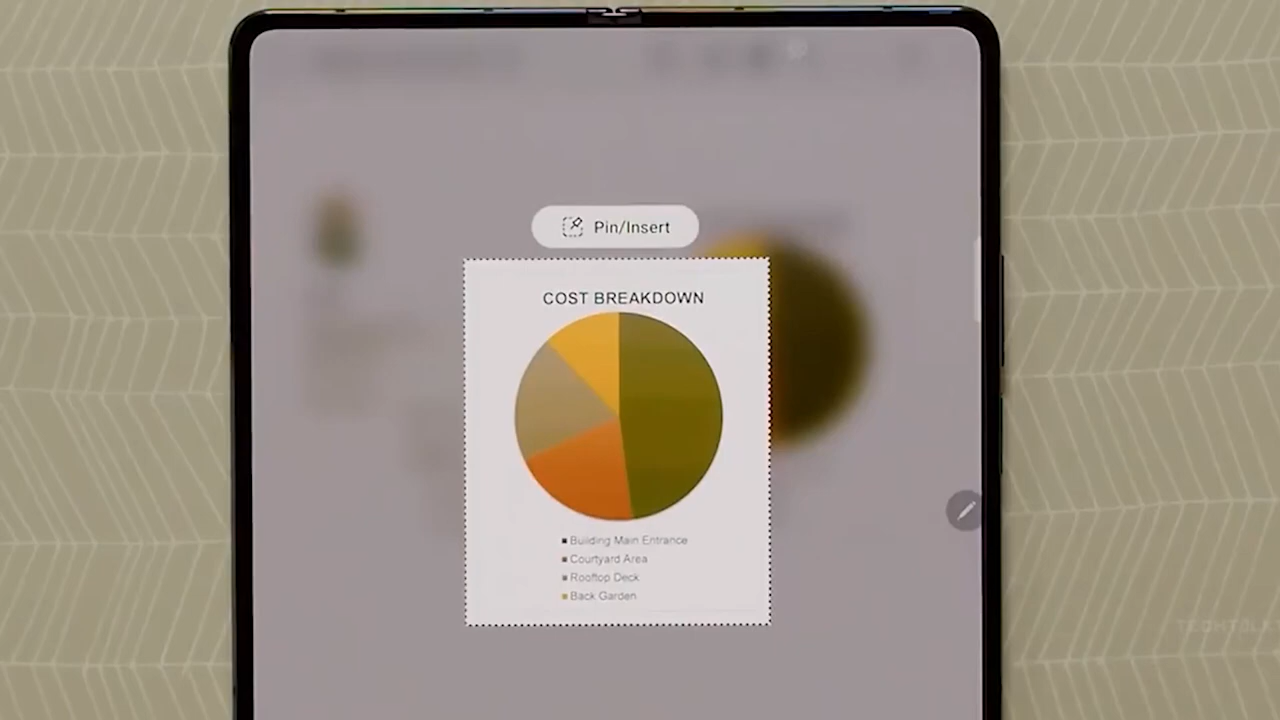 Pin/Insert
COST BREAKDOWN
Building Main Entrance
Courtyard Area
Rooftop Deck
Back Garden